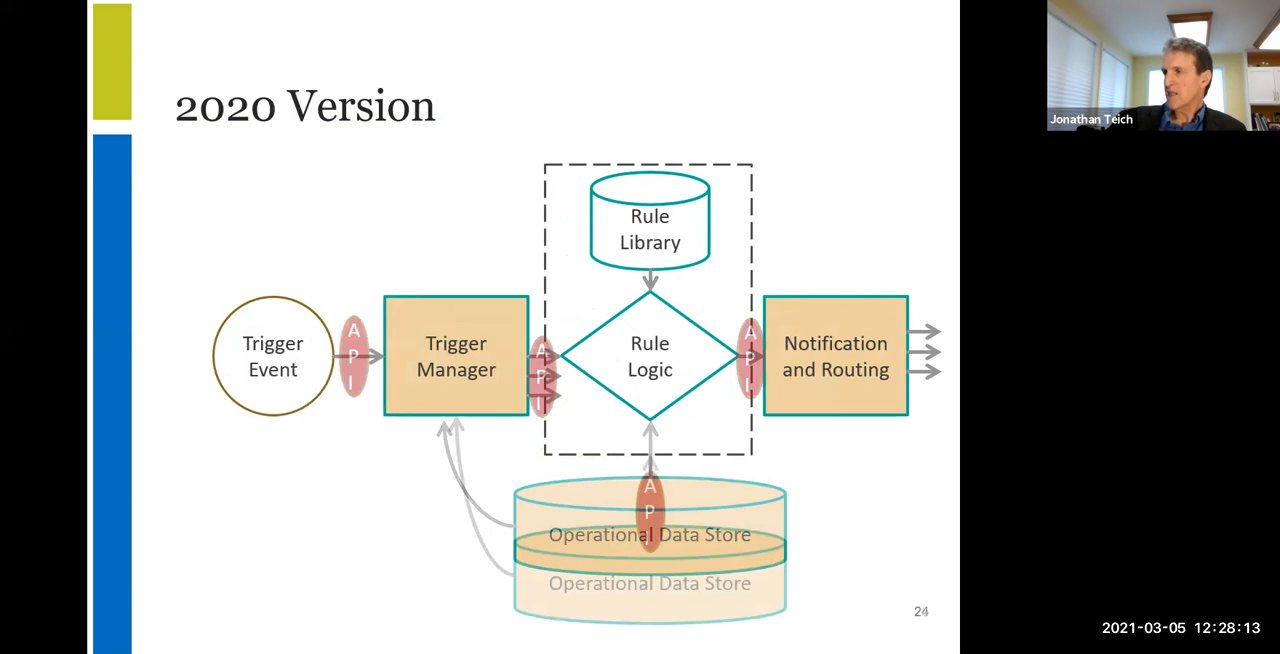 2020 Version
Jonathan Teich
Rule
Library
Trigger
Event
A
P
I
Trigger
Manager
A
P
I
Rule
Logic
A
P
I
Notification
and Routing
A
P
I
Operational Data Store
Operational Data Store
24
2021-03-05 12:28:13